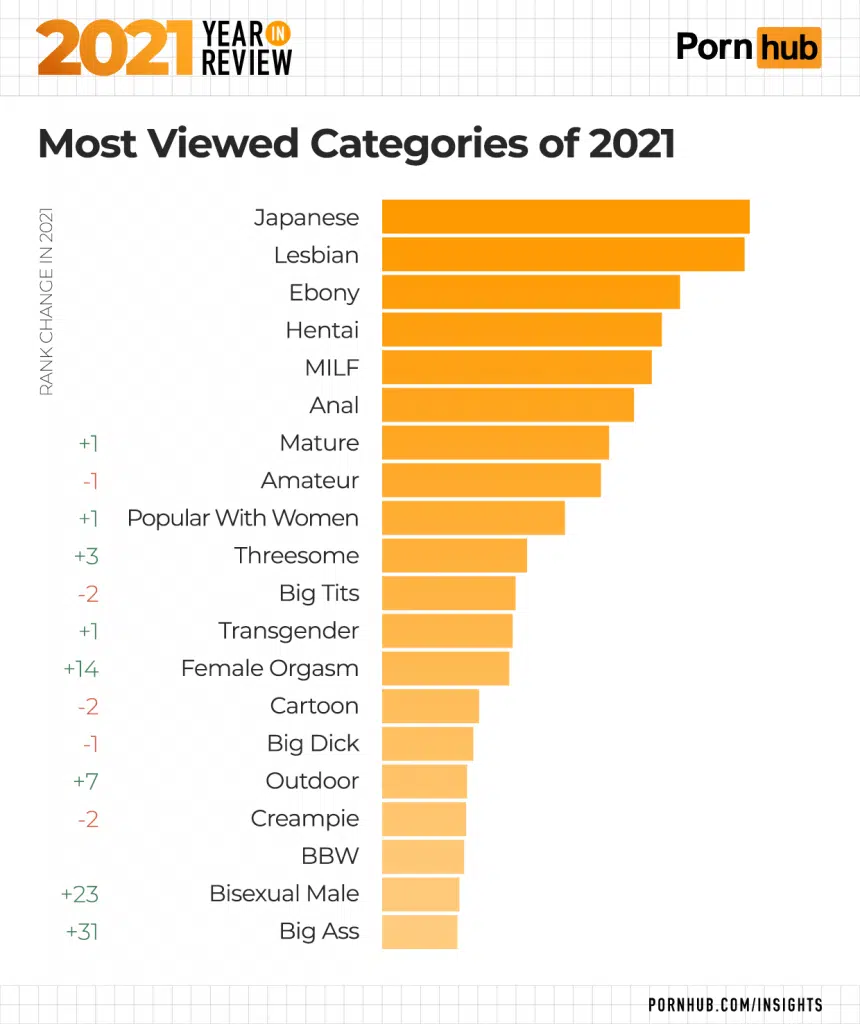 2021 YEAR IN REVIEW
Porn hub
Most Viewed Categories of 2021
RANK CHANGE IN 2021
Japanese
Lesbian
Ebony
Hentai
MILF
Anal
+1 Mature
-1 Amateur
+1 Popular With Women
+3 Threesome
-2 Big Tits
+1 Transgender
+14 Female Orgasm
-2 Cartoon
-1 Big Dick
+7 Outdoor
-2 Creampie
BBW
+23 Bisexual Male
+31 Big Ass
PORNHUB.COM/INSIGHTS